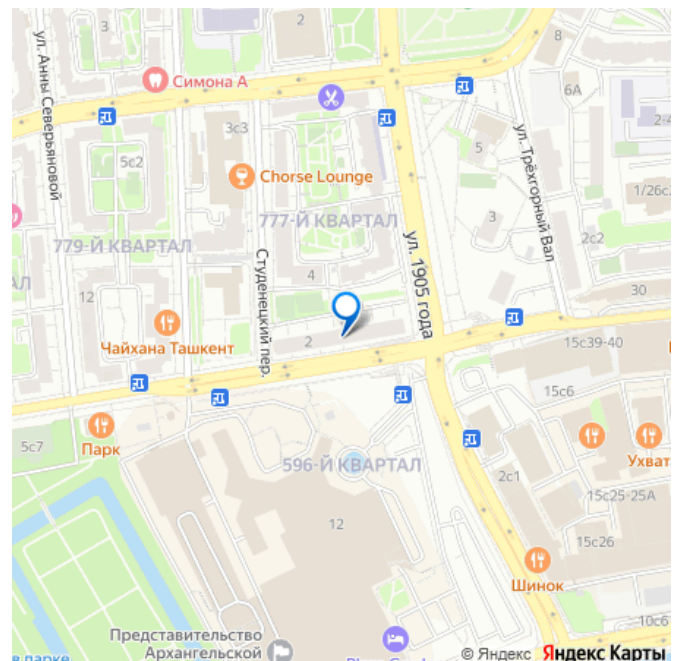 3
2
8
Симона А
6А
ул. Анны Северьяновой
3с3
5
5с2
2-4
Chorse Lounge
ул. Трёхгорный Вал
1/26с
777-Й КВАРТАЛ
3
779-Й КВАРТАЛ
ул. 1905 года
2с2
Студенецкий пер.
4
12
30
Чайхана Ташкент
2
15с39-40
15с6
Парк
5с7
596-Й КВАРТАЛ
Ухват
2с1
15с25-25А
12
15с26
Шинок
10с6
Представительство
Архангельской
© Яндекс Яндекс Карты
в парке